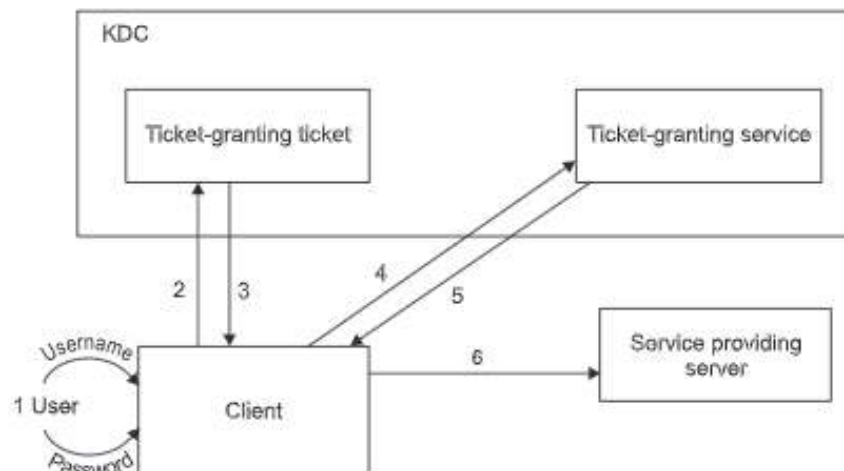 KDC
Ticket-granting ticket
Ticket-granting service
2
3
4
5
6
Username
1 User
Password
Client
Service providing
server